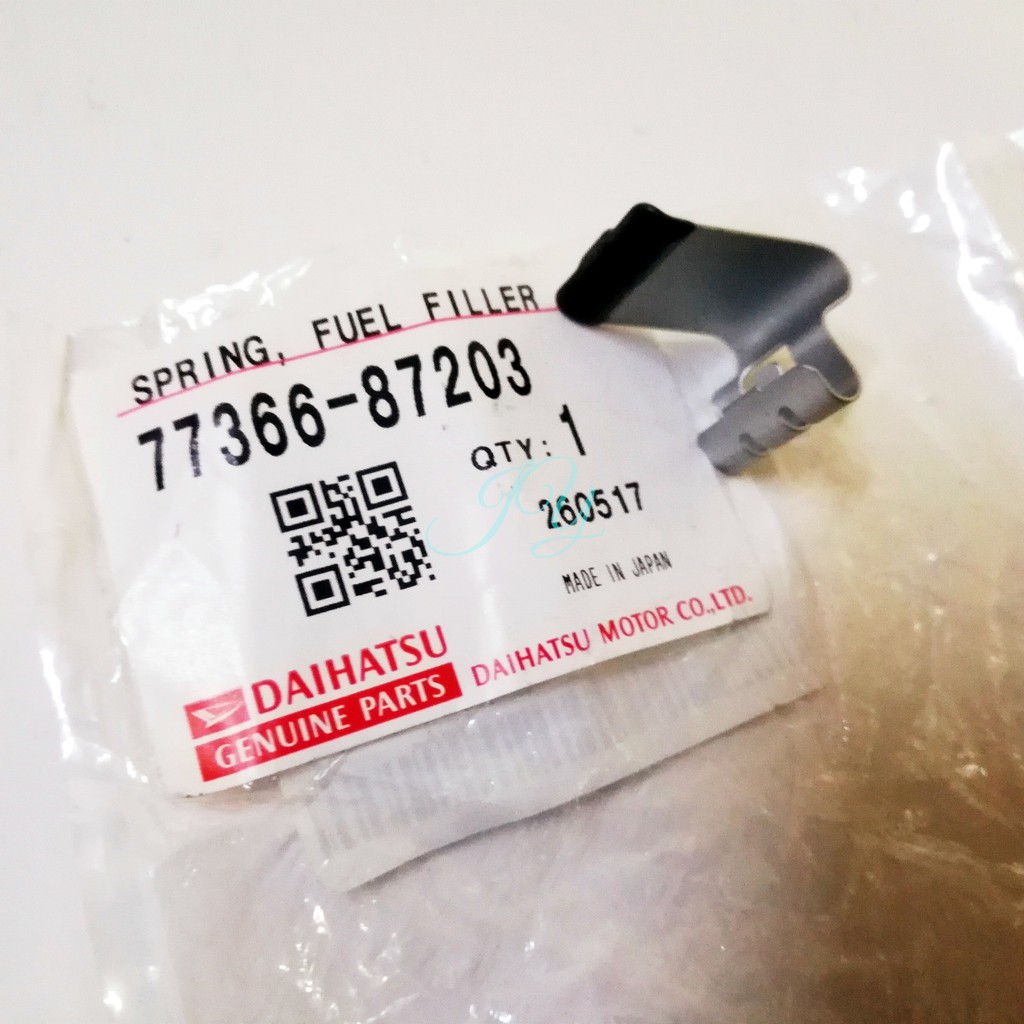 SPRING, FUEL FILLER
77366-87203
QTY: 1
260517
MADE IN JAPAN
DAIHATSU
GENUINE PARTS
DAIHATSU MOTOR CO.,LTD.